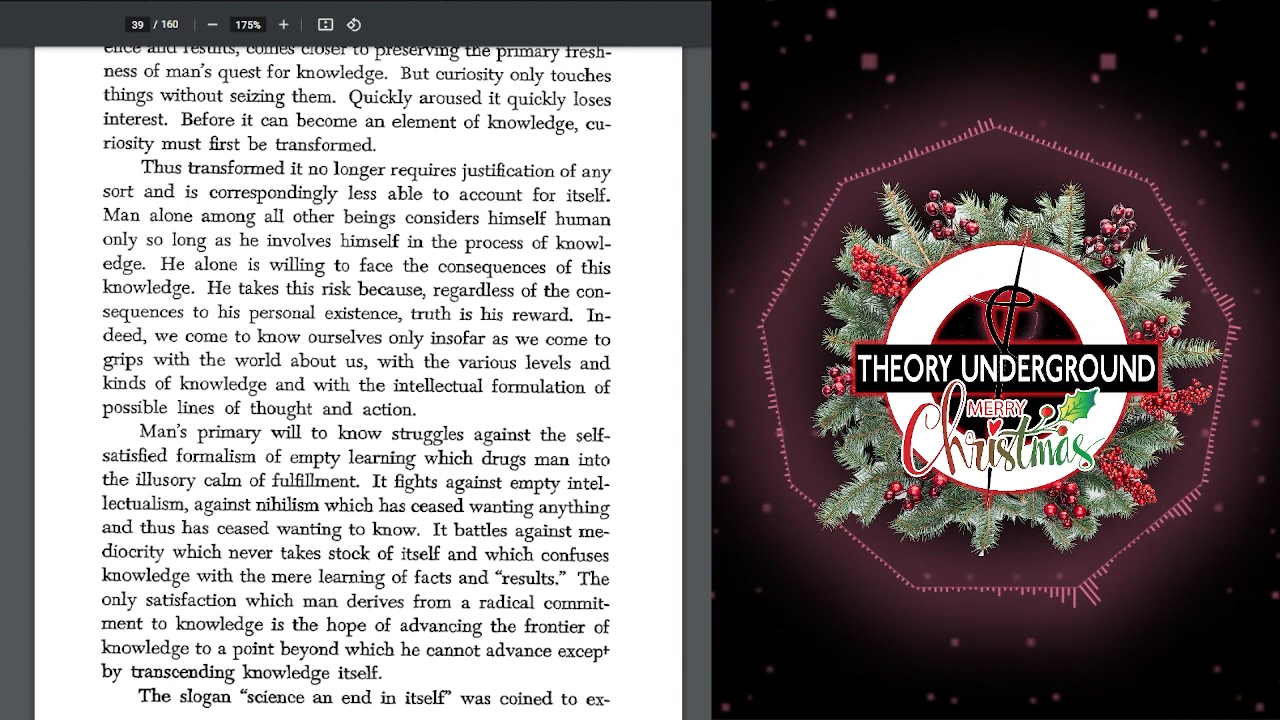 39 / 160
175%
ence and results, comes closer to preserving the primary fresh-
ness of man's quest for knowledge. But curiosity only touches
things without seizing them. Quickly aroused it quickly loses
interest. Before it can become an element of knowledge, cu-
riosity must first be transformed.
Thus transformed it no longer requires justification of any
sort and is correspondingly less able to account for itself.
Man alone among all other beings considers himself human
only so long as he involves himself in the process of knowl-
edge. He alone is willing to face the consequences of this
knowledge. He takes this risk because, regardless of the con-
sequences to his personal existence, truth is his reward. In-
deed, we come to know ourselves only insofar as we come to
grips with the world about us, with the various levels and
kinds of knowledge and with the intellectual formulation of
possible lines of thought and action.
Man's primary will to know struggles against the self-
satisfied formalism of empty learning which drugs man into
the illusory calm of fulfillment. It fights against empty intel-
lectualism, against nihilism which has ceased wanting anything
and thus has ceased wanting to know. It battles against me-
diocrity which never takes stock of itself and which confuses
knowledge with the mere learning of facts and “results.” The
only satisfaction which man derives from a radical commit-
ment to knowledge is the hope of advancing the frontier of
knowledge to a point beyond which he cannot advance except
by transcending knowledge itself.
The slogan “science an end in itself” was coined to ex-
THEORY UNDERGROUND
MERRY
Christmas